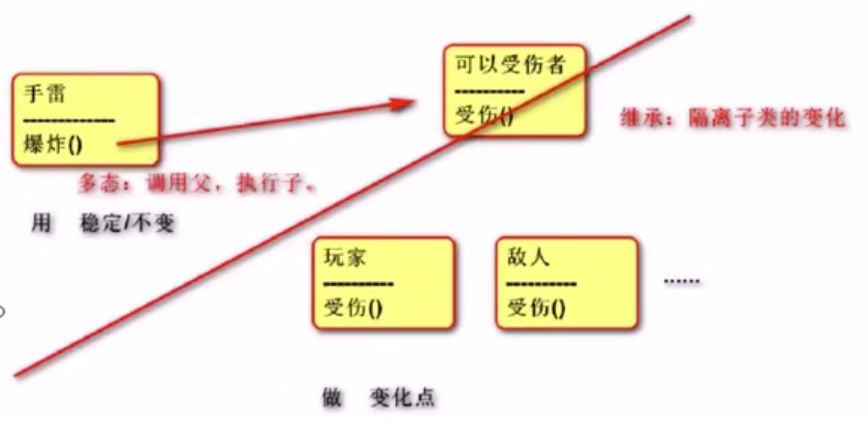 可以受伤者
----------
受伤()
手雷
-------------
爆炸()
继承：隔离子类的变化
多态：调用父，执行子。
用 稳定/不变
玩家
----------
受伤()
敌人
----------
受伤()
......
做 变化点